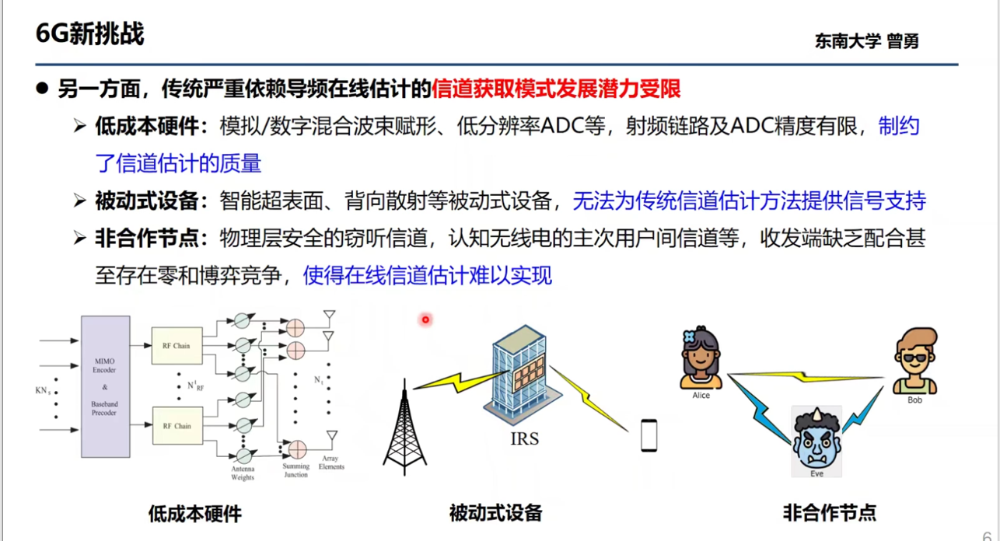 6G新挑战
东南大学 曾勇
● 另一方面，传统严重依赖导频在线估计的信道获取模式发展潜力受限
➢ 低成本硬件：模拟/数字混合波束赋形、低分辨率ADC等，射频链路及ADC精度有限，制约
了信道估计的质量
➢ 被动式设备：智能超表面、背向散射等被动式设备，无法为传统信道估计方法提供信号支持
➢ 非合作节点：物理层安全的窃听信道，认知无线电的主次用户间信道等，收发端缺乏配合甚
至存在零和博弈竞争，使得在线信道估计难以实现
KNs
MIMO
Encoder
&
Baseband
Precoder
RF Chain
NtRF
RF Chain
Nt
Antenna
Weights
Summing
Junction
Array
Elements
IRS
Alice
Bob
Eve
低成本硬件
被动式设备
非合作节点
6